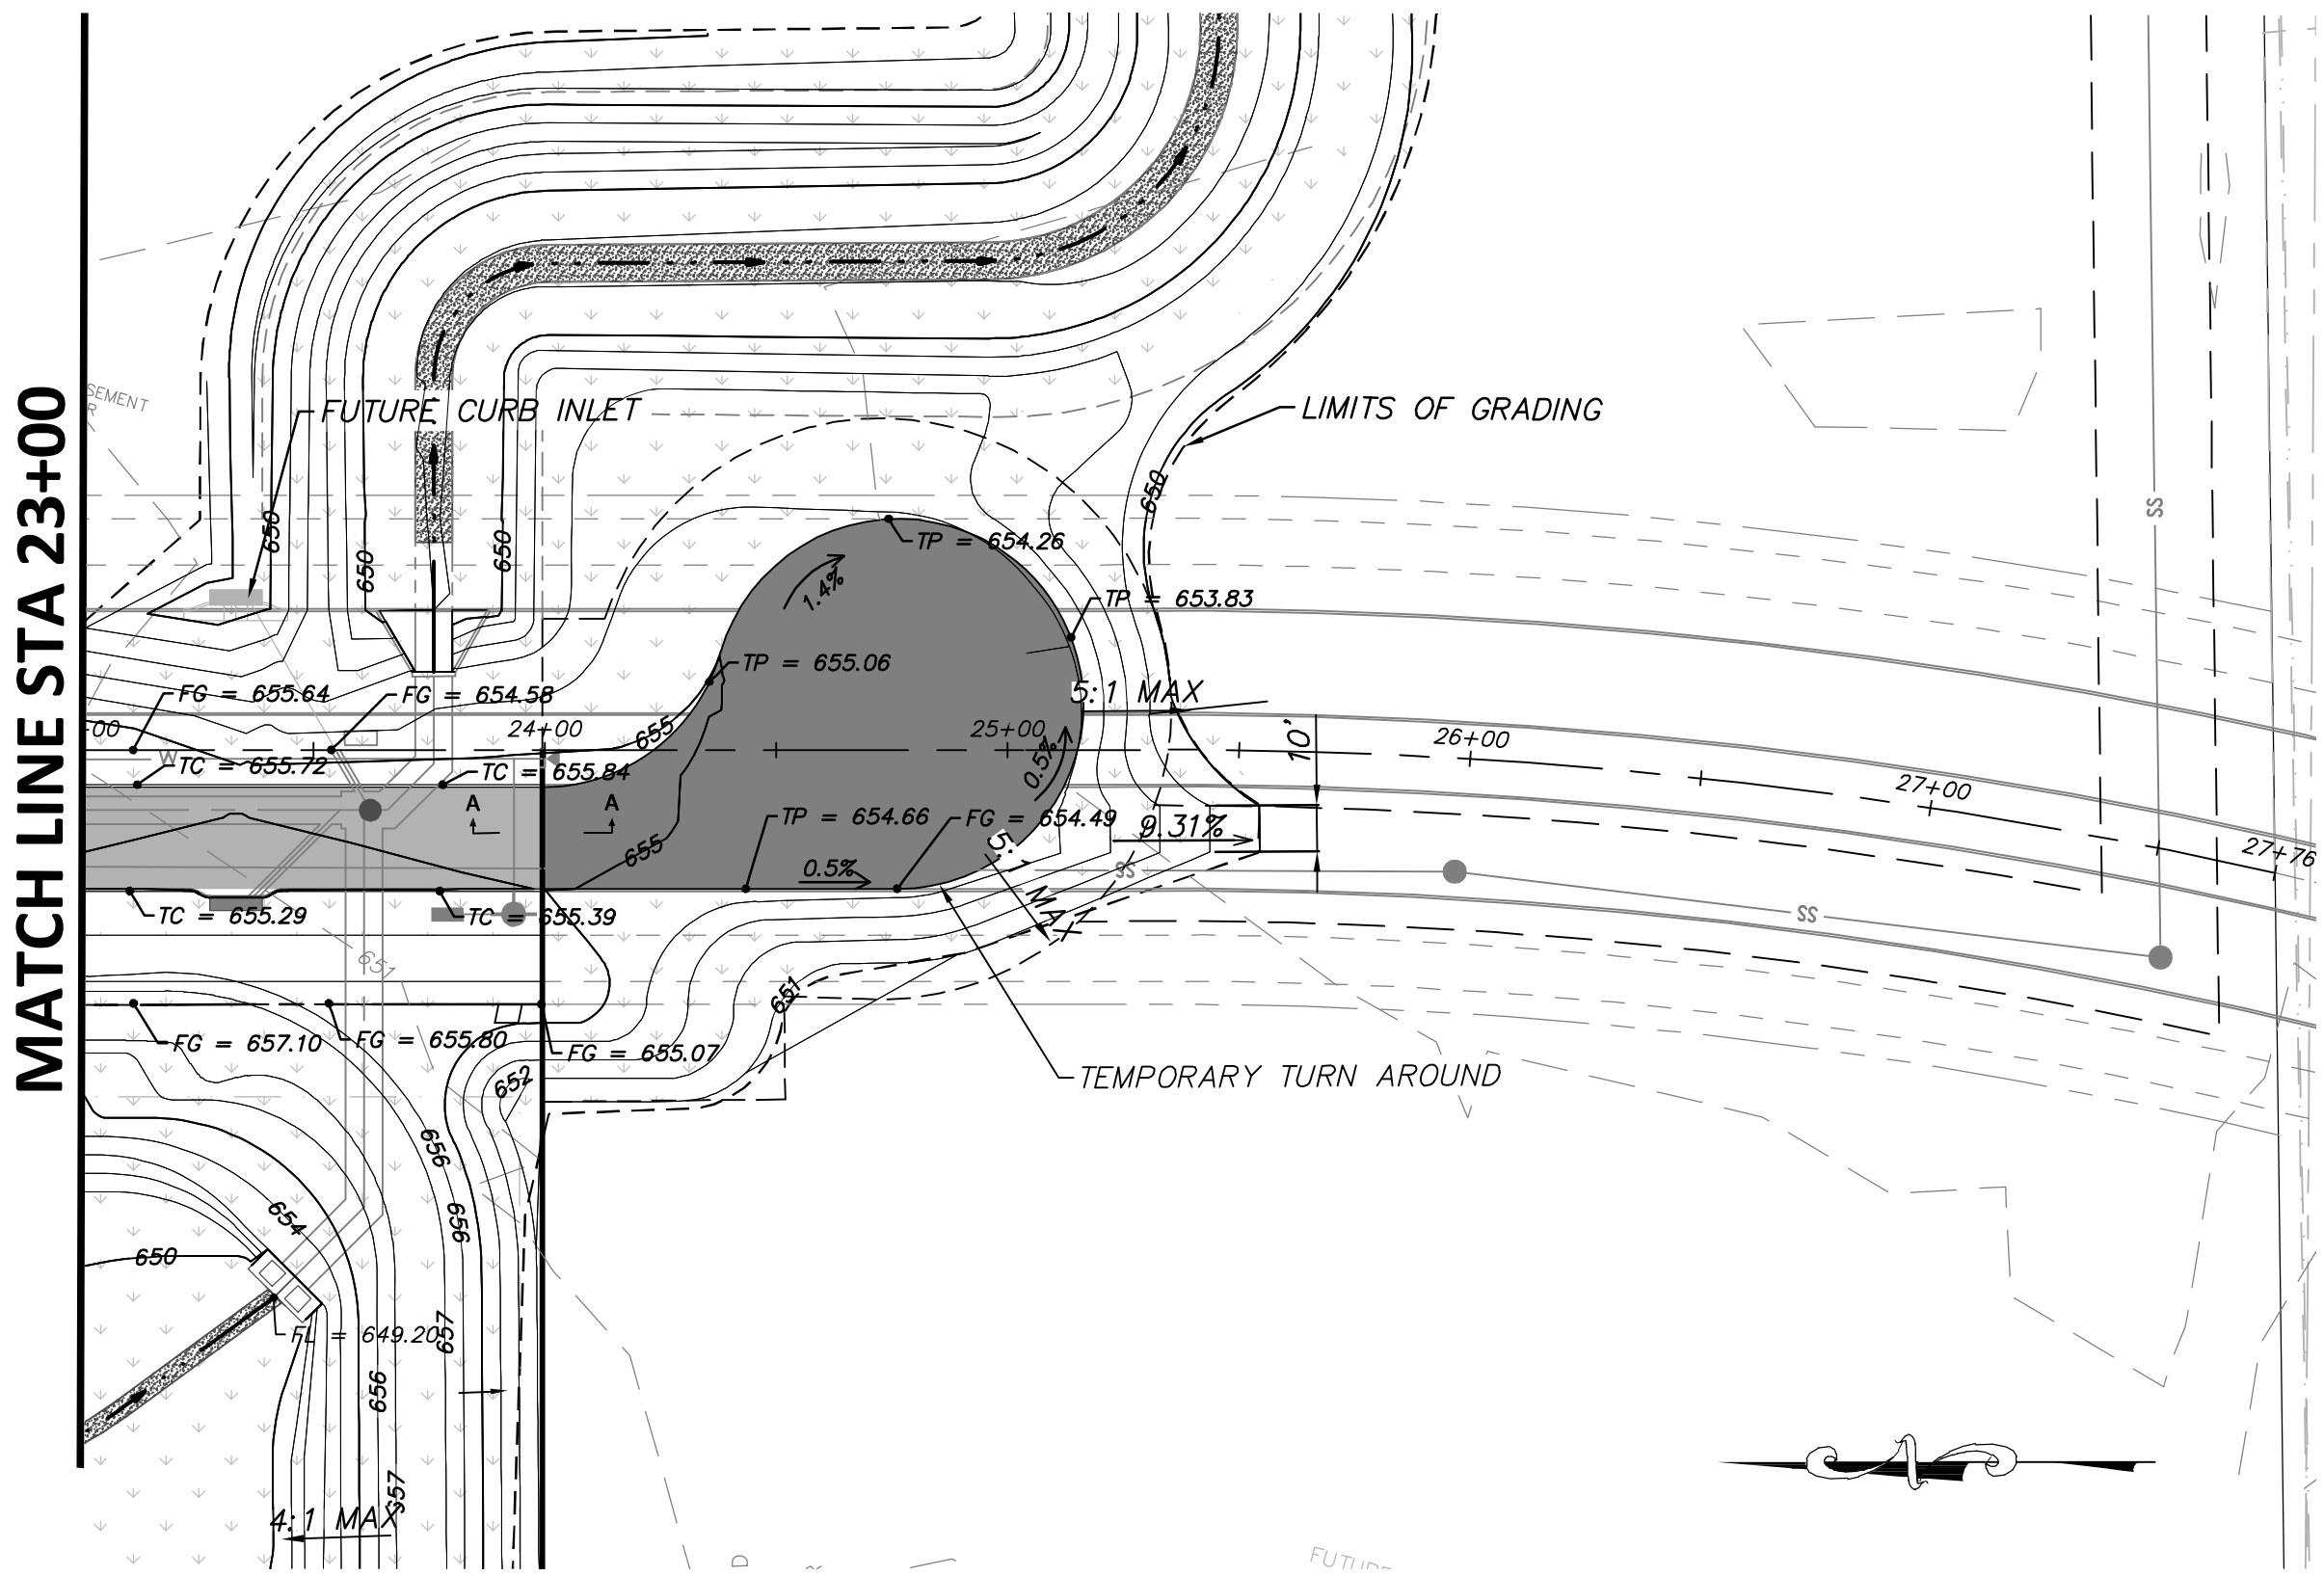 MATCH LINE STA 23+00
SEMENT
R
FUTURE CURB INLET
LIMITS OF GRADING
650
650
650
650
SS
TP = 654.26
1.4%
TP = 653.83
TP = 655.06
5:1 MAX
FG = 655.64
FG = 654.58
+00
24+00
655
25+00
10'
26+00
27+00
27+76
W
TC = 655.72
TC = 655.84
0.5%
A
A
TP = 654.66
FG = 654.49
9.31%
655
0.5%
5:1 MAX
SS
SS
TC = 655.29
TC = 655.39
651
651
FG = 657.10
FG = 655.80
FG = 655.07
652
TEMPORARY TURN AROUND
656
656
654
650
FL = 649.20
657
656
657
4:1 MAX
N
D
FUTURE